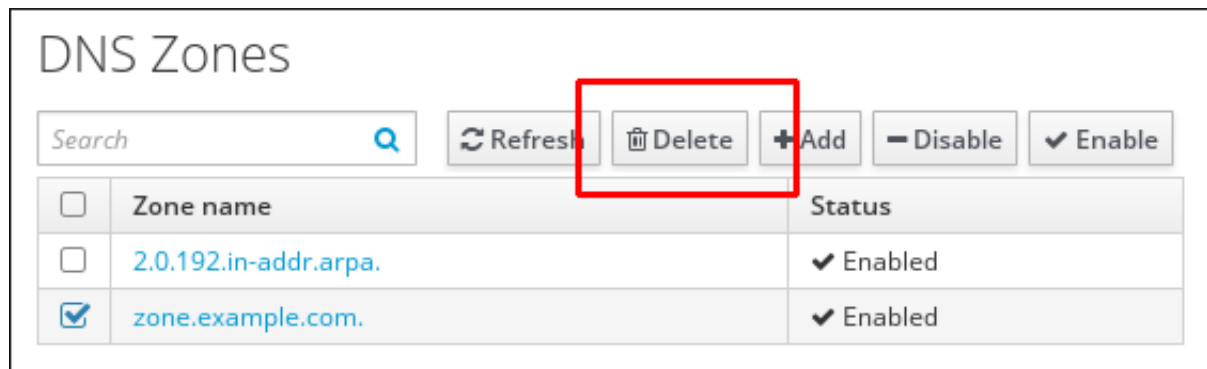 DNS Zones
Search Refresh Delete Add Disable Enable
Zone name Status
2.0.192.in-addr.arpa. Enabled
zone.example.com. Enabled